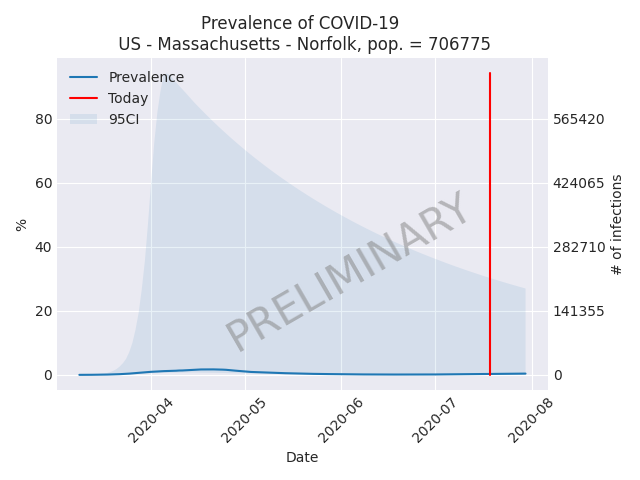 Prevalence of COVID-19
US - Massachusetts - Norfolk, pop. = 706775
Prevalence
Today
95CI
80
60
40
20
0
%
565420
424065
282710
141355
0
# of infections
PRELIMINARY
2020-04
2020-05
2020-06
2020-07
2020-08
Date